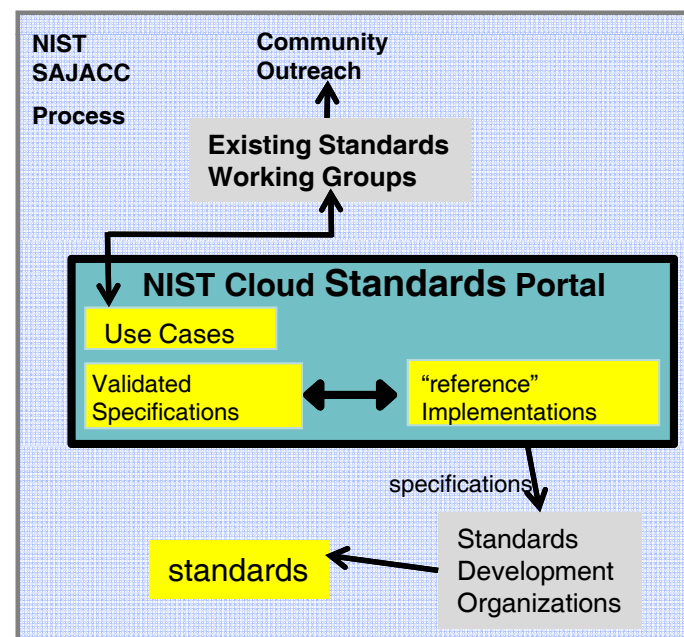 NIST
SAJACC
Process
Community
Outreach
Existing Standards
Working Groups
NIST Cloud Standards Portal
Use Cases
Validated
Specifications
“reference”
Implementations
specifications
Standards
Development
Organizations
standards